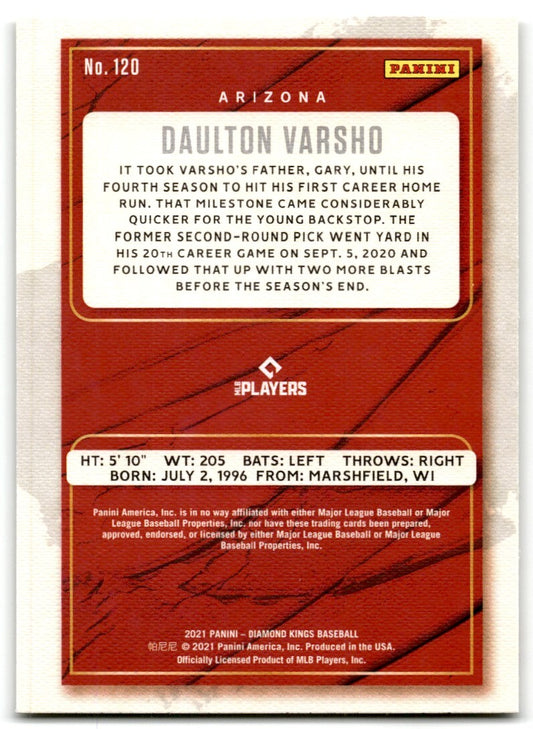 No. 120
PANINI
ARIZONA
DAULTON VARSHO
IT TOOK VARSHO'S FATHER, GARY, UNTIL HIS
FOURTH SEASON TO HIT HIS FIRST CAREER HOME
RUN. THAT MILESTONE CAME CONSIDERABLY
QUICKER FOR THE YOUNG BACKSTOP. THE
FORMER SECOND-ROUND PICK WENT YARD IN
HIS 20TH CAREER GAME ON SEPT. 5, 2020 AND
FOLLOWED THAT UP WITH TWO MORE BLASTS
BEFORE THE SEASON'S END.
MLB PLAYERS
HT: 5' 10" WT: 205 BATS: LEFT THROWS: RIGHT
BORN: JULY 2, 1996 FROM: MARSHFIELD, WI
Panini America, Inc. is in no way affiliated with either Major League Baseball or Major
League Baseball Properties, Inc. nor have these trading cards been prepared,
approved, endorsed, or licensed by either Major League Baseball or Major League
Baseball Properties, Inc.
2021 PANINI – DIAMOND KINGS BASEBALL
帕尼尼 © 2021 Panini America, Inc. Produced in the USA.
Officially Licensed Product of MLB Players, Inc.